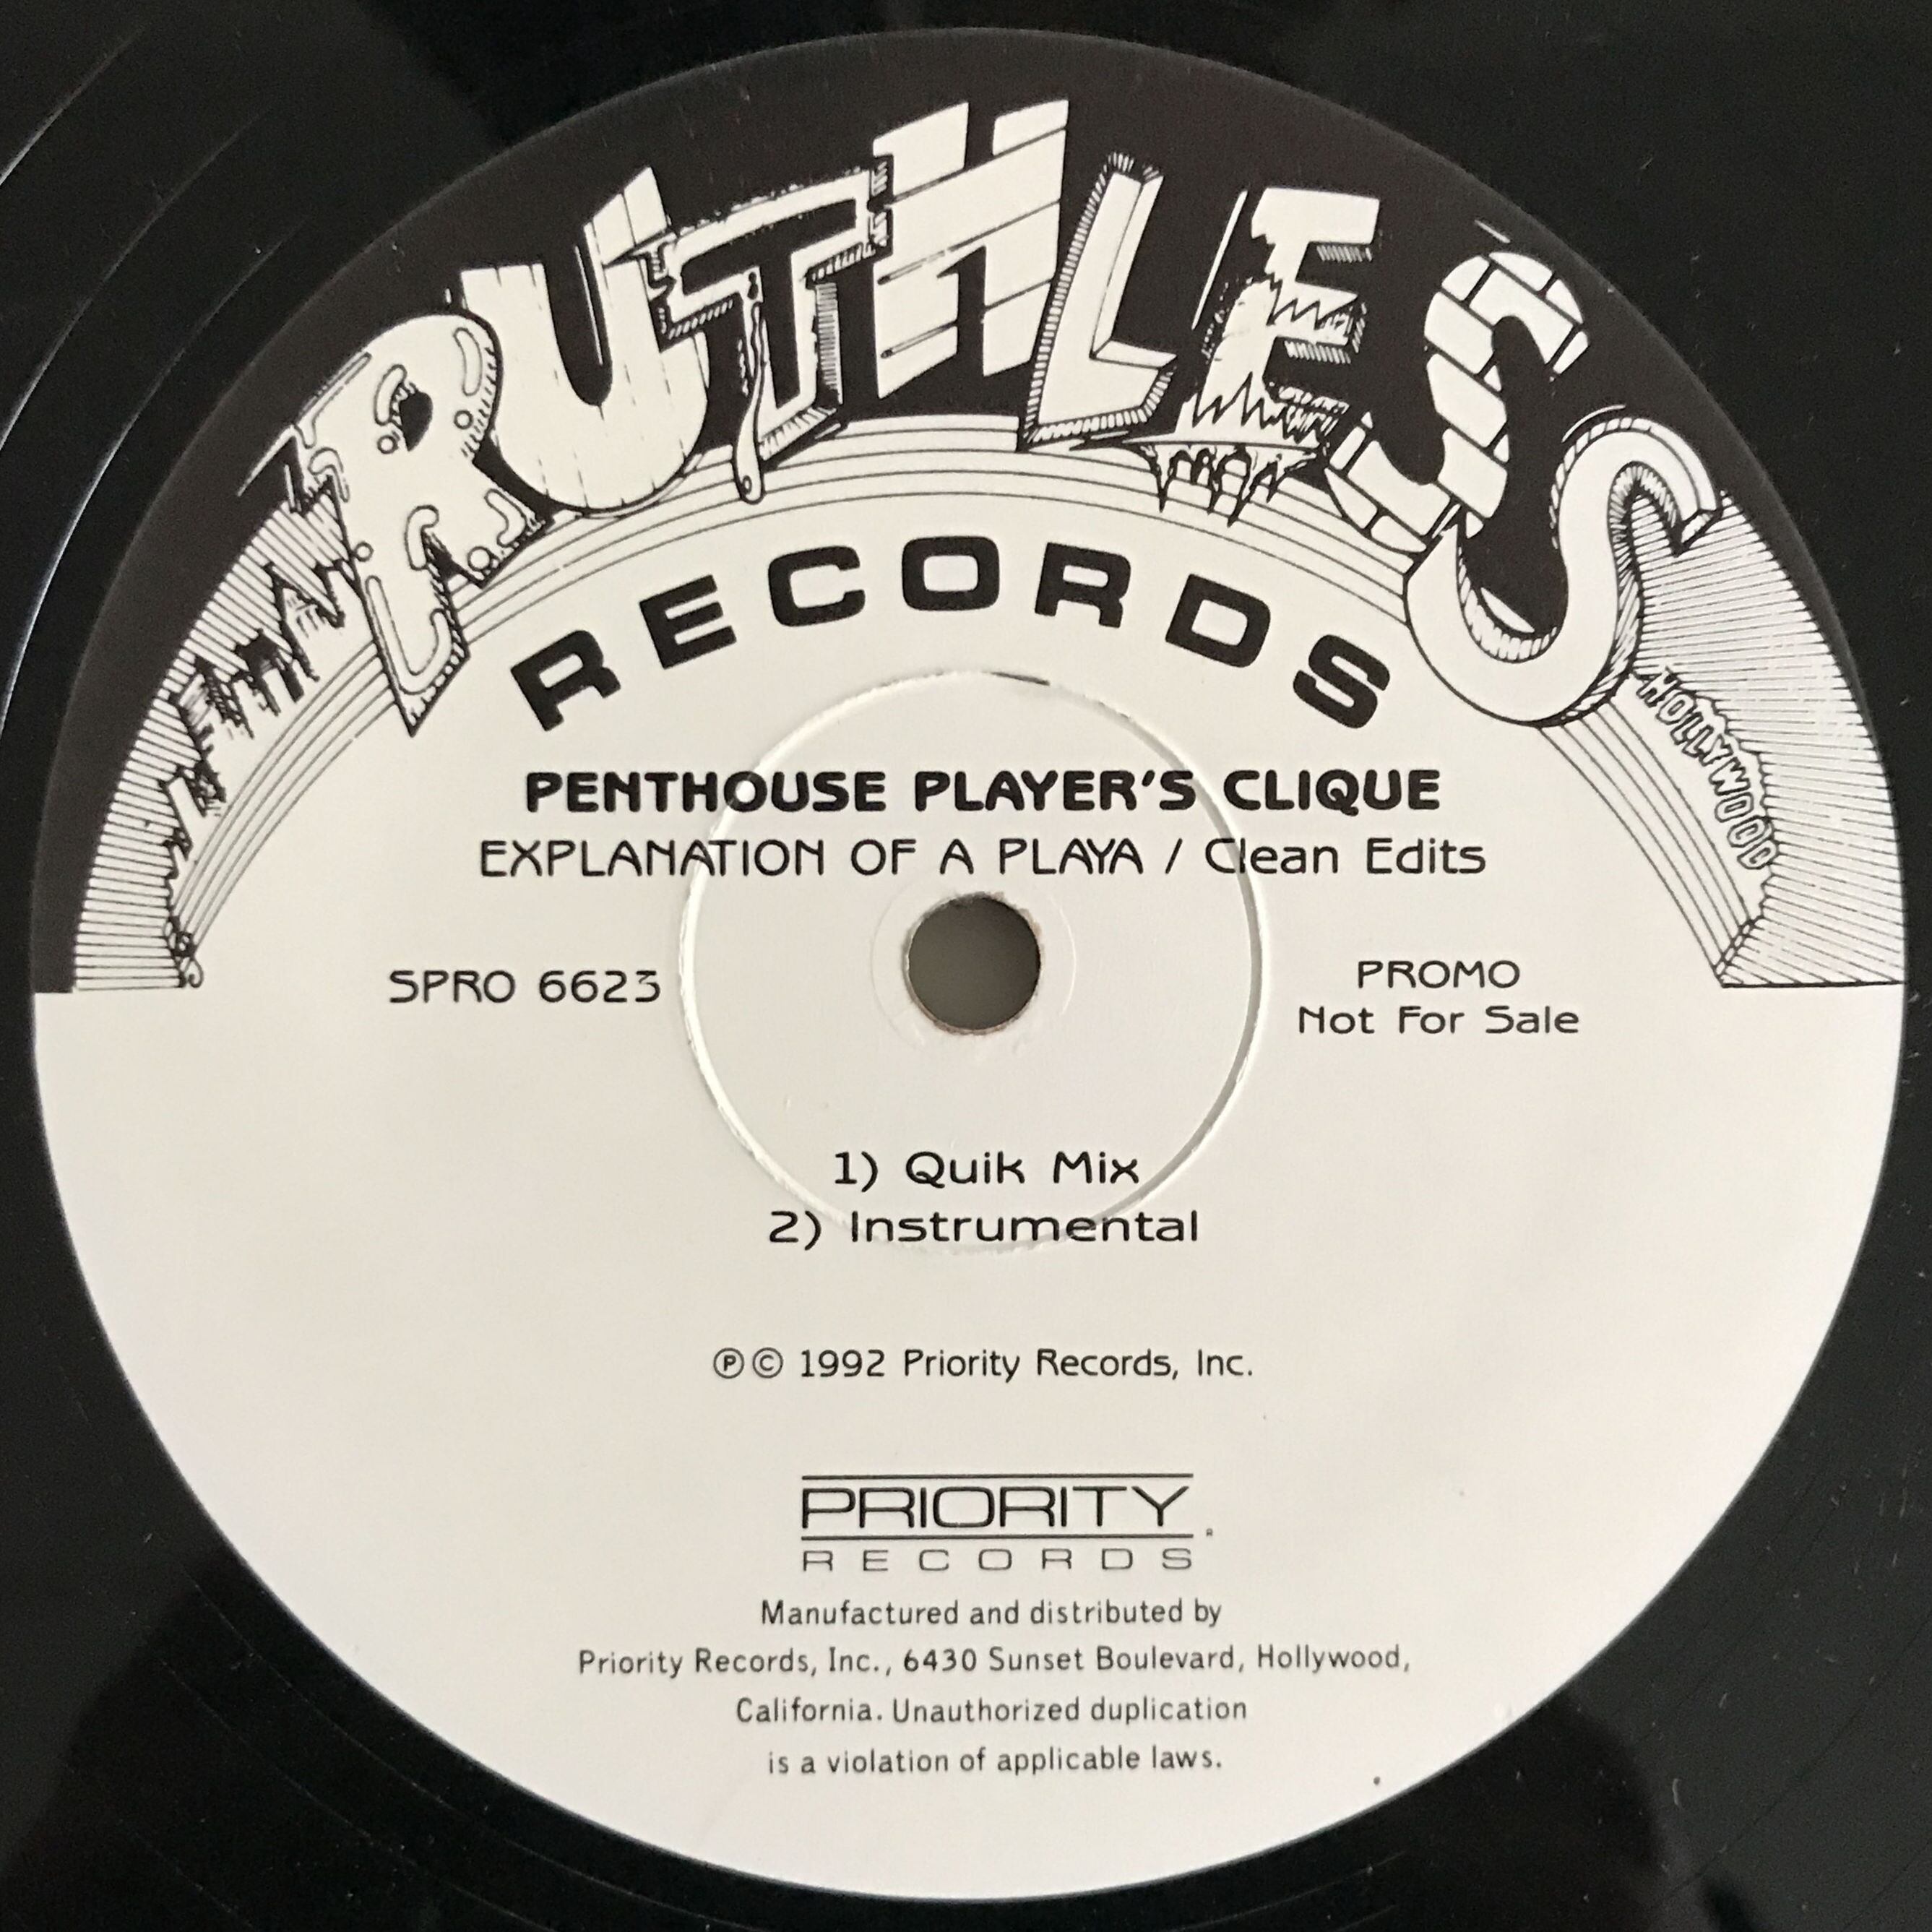 RUTHLESS
RECORDS
HOLLYWOOD
PENTHOUSE PLAYER'S CLIQUE
EXPLANATION OF A PLAYA / Clean Edits
SPRO 6623
PROMO
Not For Sale
1) Quik Mix
2) Instrumental
℗© 1992 Priority Records, Inc.
PRIORITY
RECORDS
Manufactured and distributed by
Priority Records, Inc., 6430 Sunset Boulevard, Hollywood,
California. Unauthorized duplication
is a violation of applicable laws.